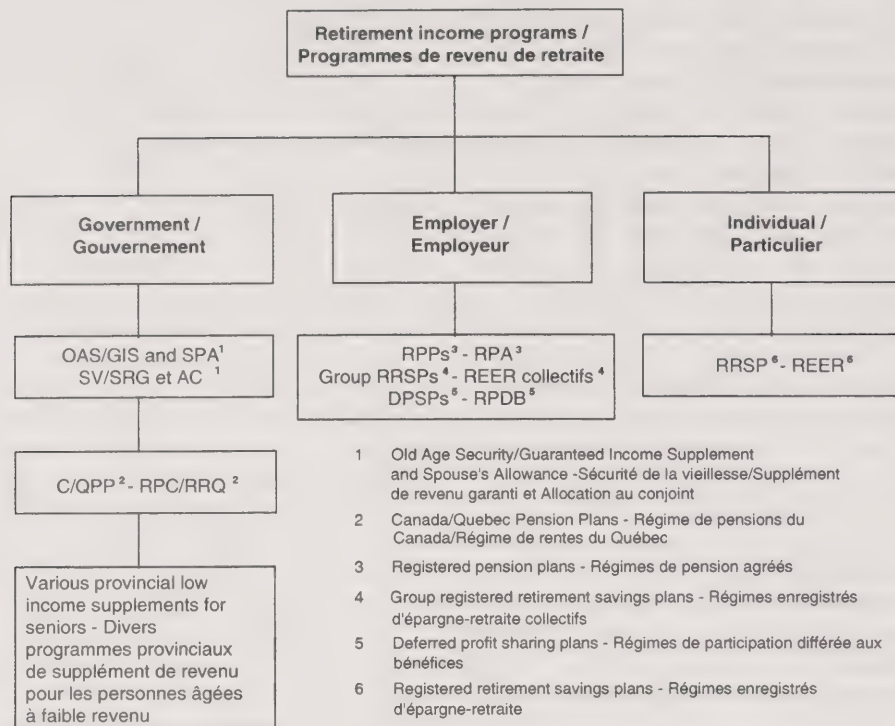 Retirement income programs /
Programmes de revenu de retraite
Government /
Gouvernement
Employer /
Employeur
Individual /
Particulier
OAS/GIS and SPA¹
SV/SRG et AC ¹
RPPs³ - RPA³
Group RRSPs⁴ - REER collectifs⁴
DPSPs⁵ - RPDB⁵
RRSP⁶ - REER⁶
C/QPP² - RPC/RRQ ²
Various provincial low
income supplements for
seniors - Divers
programmes provinciaux
de supplément de revenu
pour les personnes âgées
à faible revenu
1 Old Age Security/Guaranteed Income Supplement
and Spouse's Allowance -Sécurité de la vieillesse/Supplément
de revenu garanti et Allocation au conjoint
2 Canada/Quebec Pension Plans - Régime de pensions du
Canada/Régime de rentes du Québec
3 Registered pension plans - Régimes de pension agréés
4 Group registered retirement savings plans - Régimes enregistrés
d'épargne-retraite collectifs
5 Deferred profit sharing plans - Régimes de participation différée aux
bénéfices
6 Registered retirement savings plans - Régimes enregistrés
d'épargne-retraite